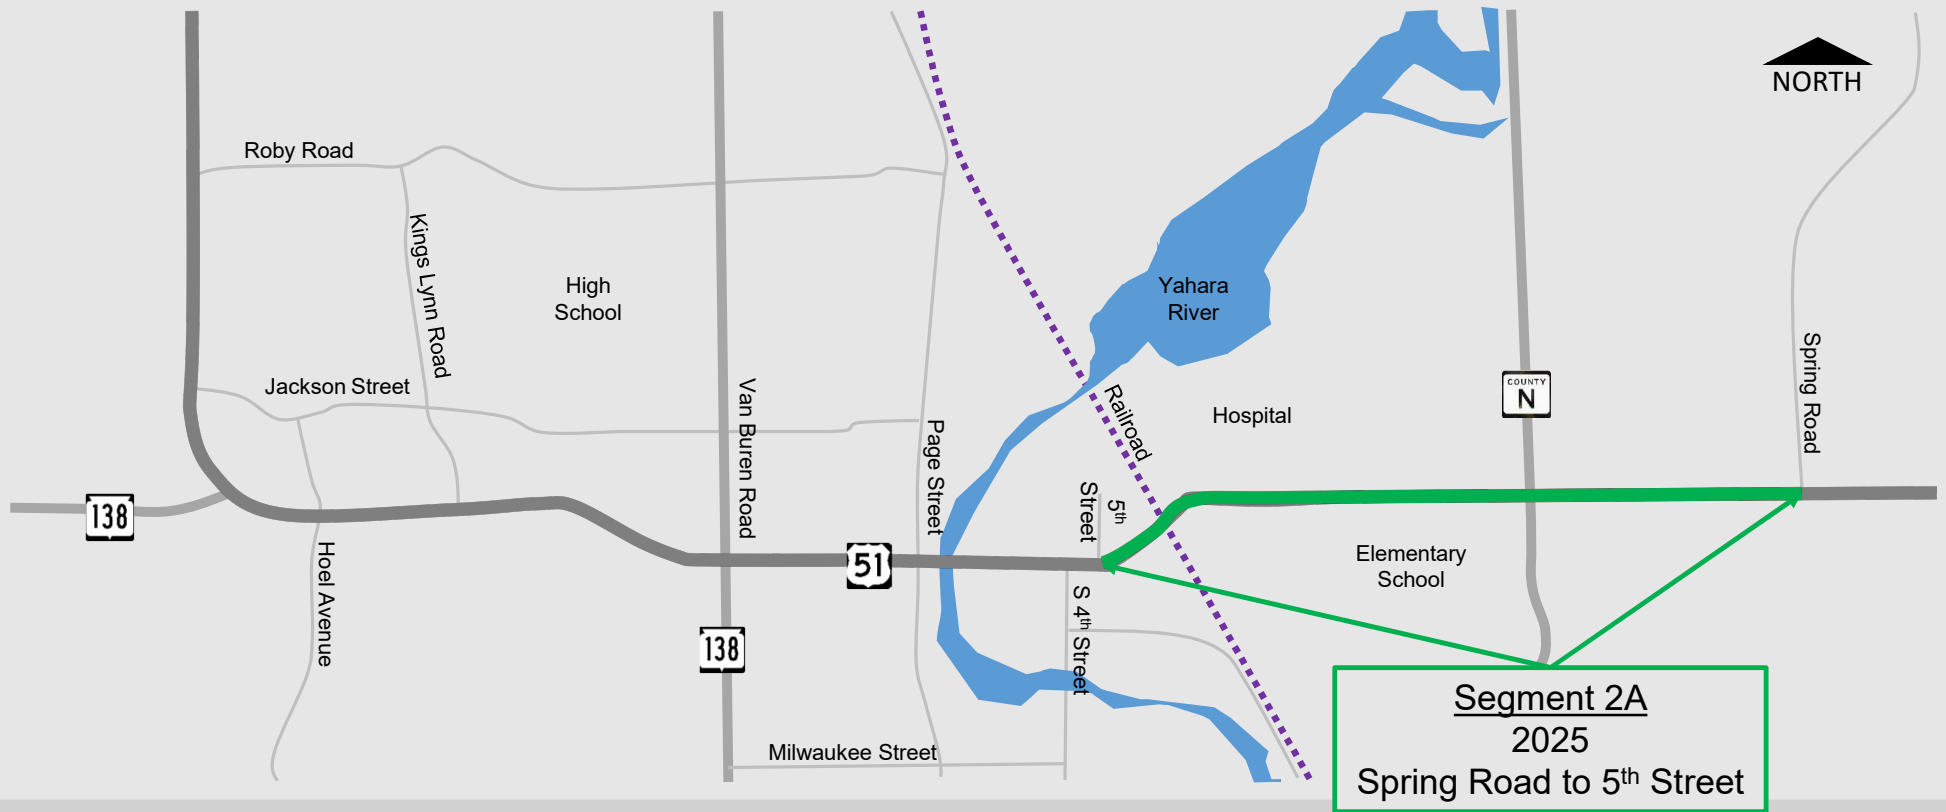 NORTH
Roby Road
Kings Lynn Road
High
School
Yahara
River
Jackson Street
Van Buren Road
Page Street
Railroad
Hospital
COUNTY
N
Spring Road
138
Hoel Avenue
51
5th
Street
Elementary
School
138
S 4th Street
Milwaukee Street
Segment 2A
2025
Spring Road to 5th Street